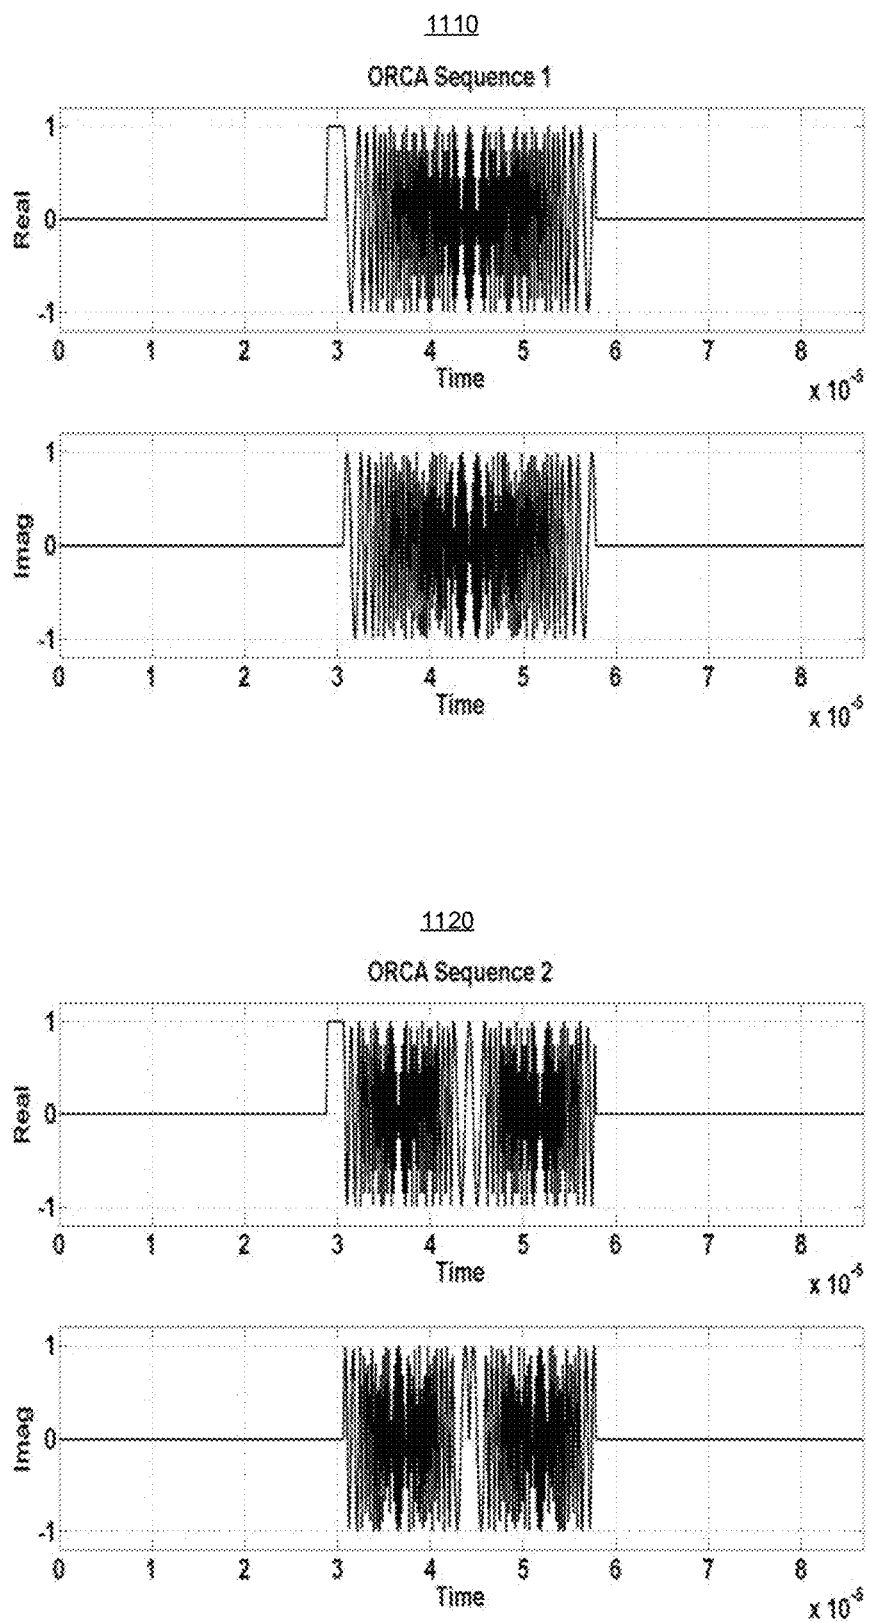 1110
ORCA Sequence 1
Real
1
0
-1
0 1 2 3 4 5 6 7 8
Time
x 10^-5
Imag
1
0
-1
0 1 2 3 4 5 6 7 8
Time
x 10^-5
1120
ORCA Sequence 2
Real
1
0
-1
0 1 2 3 4 5 6 7 8
Time
x 10^-5
Imag
1
0
-1
0 1 2 3 4 5 6 7 8
Time
x 10^-5